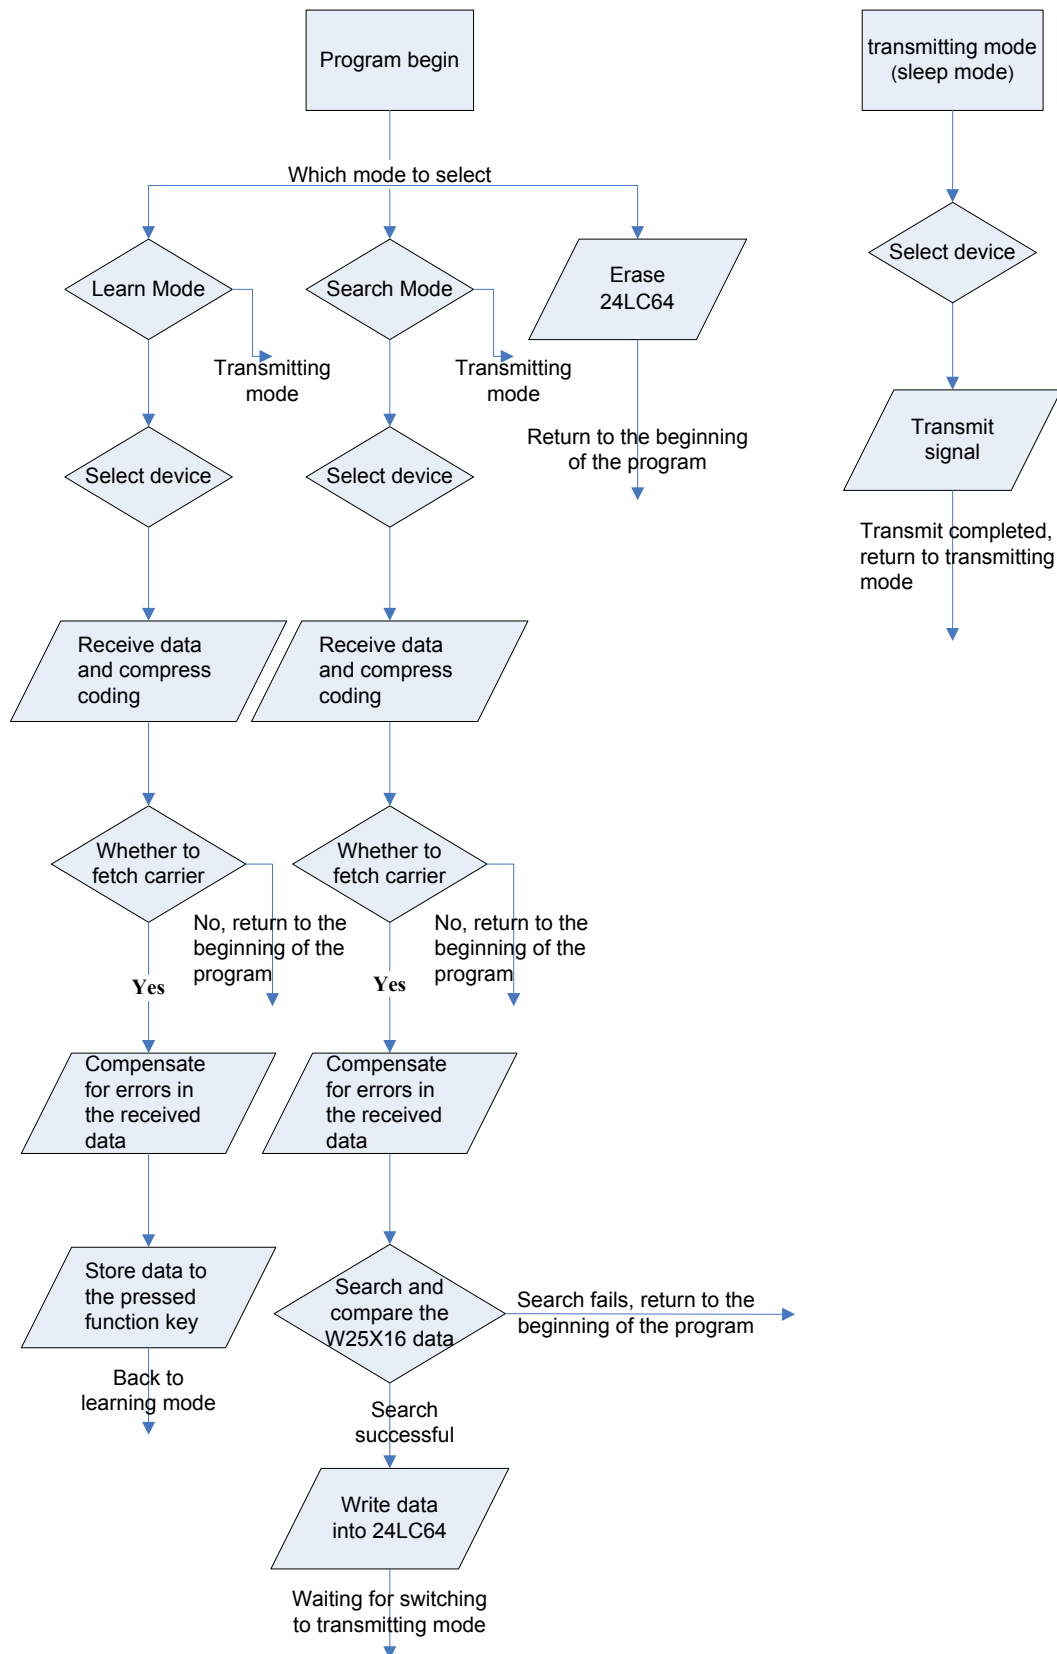 Program begin
transmitting mode
(sleep mode)
Which mode to select
Learn Mode
Search Mode
Erase
24LC64
Select device
Transmitting
mode
Transmitting
mode
Return to the beginning
of the program
Transmit
signal
Select device
Select device
Transmit completed,
return to transmitting
mode
Receive data
and compress
coding
Receive data
and compress
coding
Whether to
fetch carrier
Whether to
fetch carrier
No, return to the
beginning of the
program
No, return to the
beginning of the
program
Yes
Yes
Compensate
for errors in
the received
data
Compensate
for errors in
the received
data
Store data to
the pressed
function key
Search and
compare the
W25X16 data
Search fails, return to the
beginning of the program
Back to
learning mode
Search
successful
Write data
into 24LC64
Waiting for switching
to transmitting mode